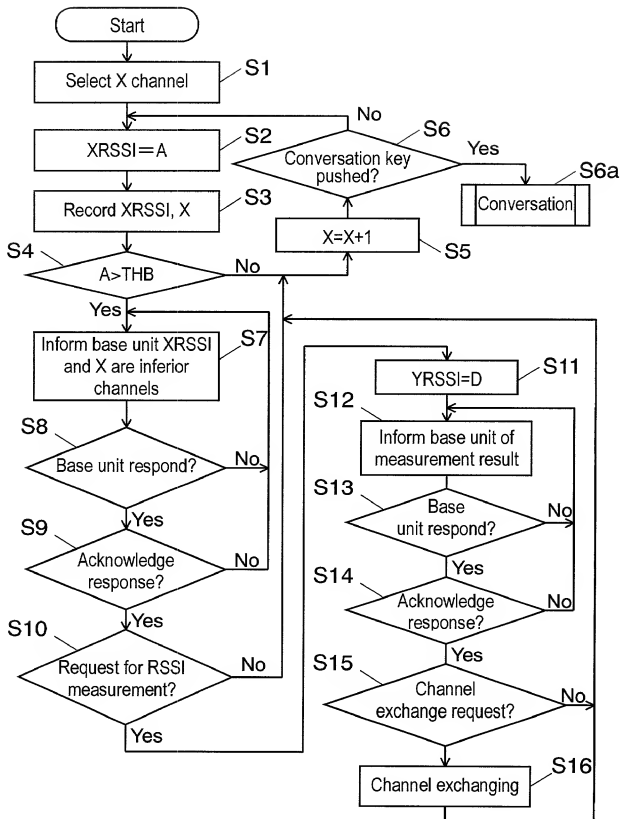 Start
Select X channel
S1
XRSSI=A
S2
Record XRSSI, X
S3
S4
A>THB
No
Yes
No
S6
Conversation key
pushed?
Yes
S6a
Conversation
X=X+1
S5
Inform base unit XRSSI
and X are inferior
channels
S7
S8
Base unit respond?
No
Yes
S9
Acknowledge
response?
No
Yes
S10
Request for RSSI
measurement?
No
Yes
YRSSI=D
S11
S12
Inform base unit of
measurement result
S13
Base
unit respond?
No
Yes
S14
Acknowledge
response?
No
Yes
S15
Channel
exchange request?
No
Channel exchanging
S16